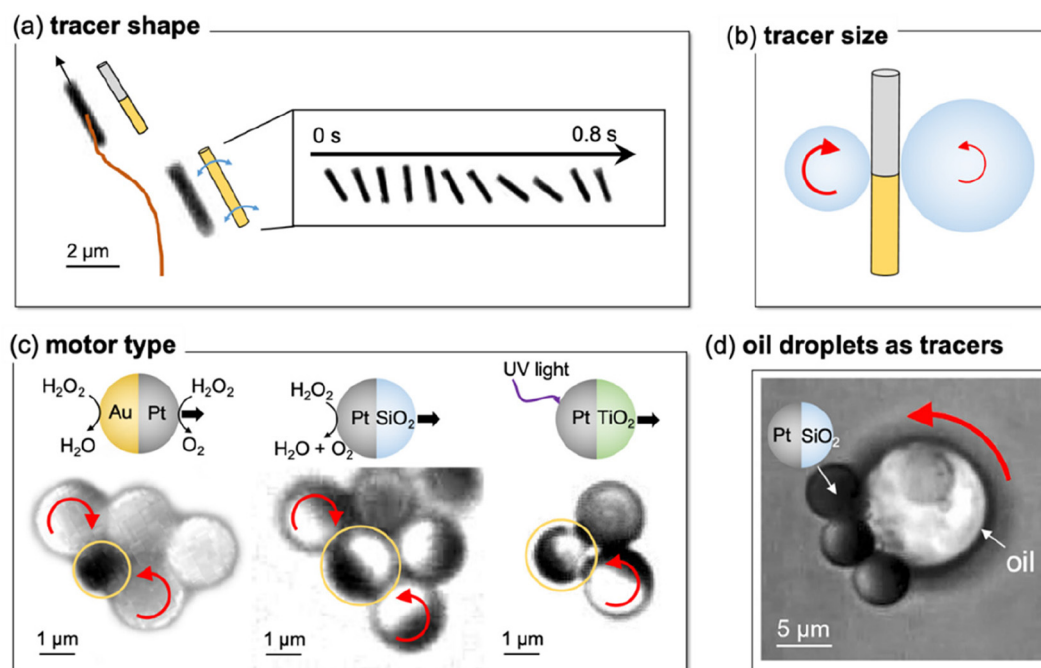 (a) tracer shape
0 s
0.8 s
2 µm
(b) tracer size
(c) motor type
H₂O₂
H₂O₂
Au
Pt
H₂O
O₂
1 µm
H₂O₂
Pt
SiO₂
H₂O + O₂
1 µm
UV light
Pt
TiO₂
1 µm
(d) oil droplets as tracers
Pt
SiO₂
oil
5 µm